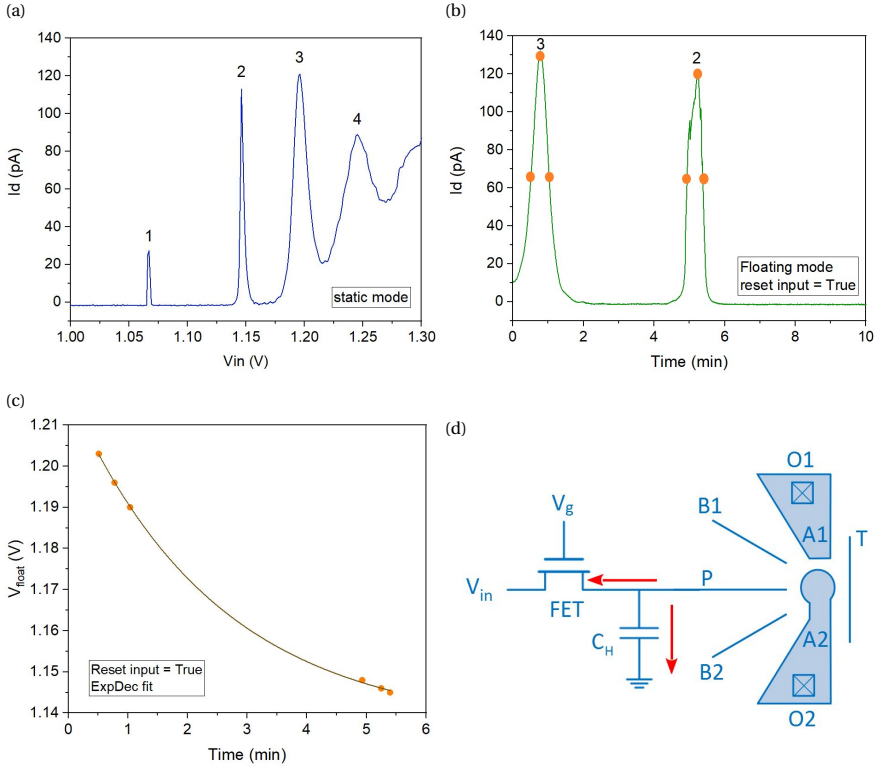 (a)
140
120
100
80
60
40
20
0
Id (pA)
1
2
3
4
static mode
1.00
1.05
1.10
1.15
1.20
1.25
1.30
Vin (V)
(b)
140
120
100
80
60
40
20
0
Id (pA)
3
2
Floating mode
reset input = True
0
2
4
6
8
10
Time (min)
(c)
1.21
1.20
1.19
1.18
1.17
1.16
1.15
1.14
Vfloat (V)
Reset input = True
ExpDec fit
0
1
2
3
4
5
6
Time (min)
(d)
O1
Vg
B1
A1
T
Vin
P
FET
CH
A2
B2
O2